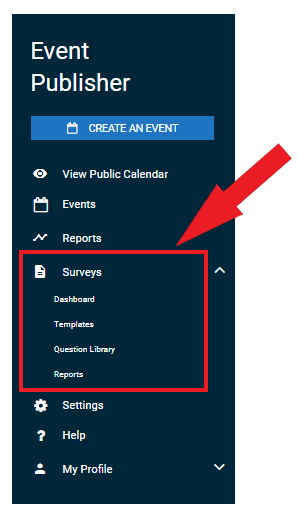 Event
Publisher
CREATE AN EVENT
View Public Calendar
Events
Reports
Surveys
Dashboard
Templates
Question Library
Reports
Settings
Help
My Profile